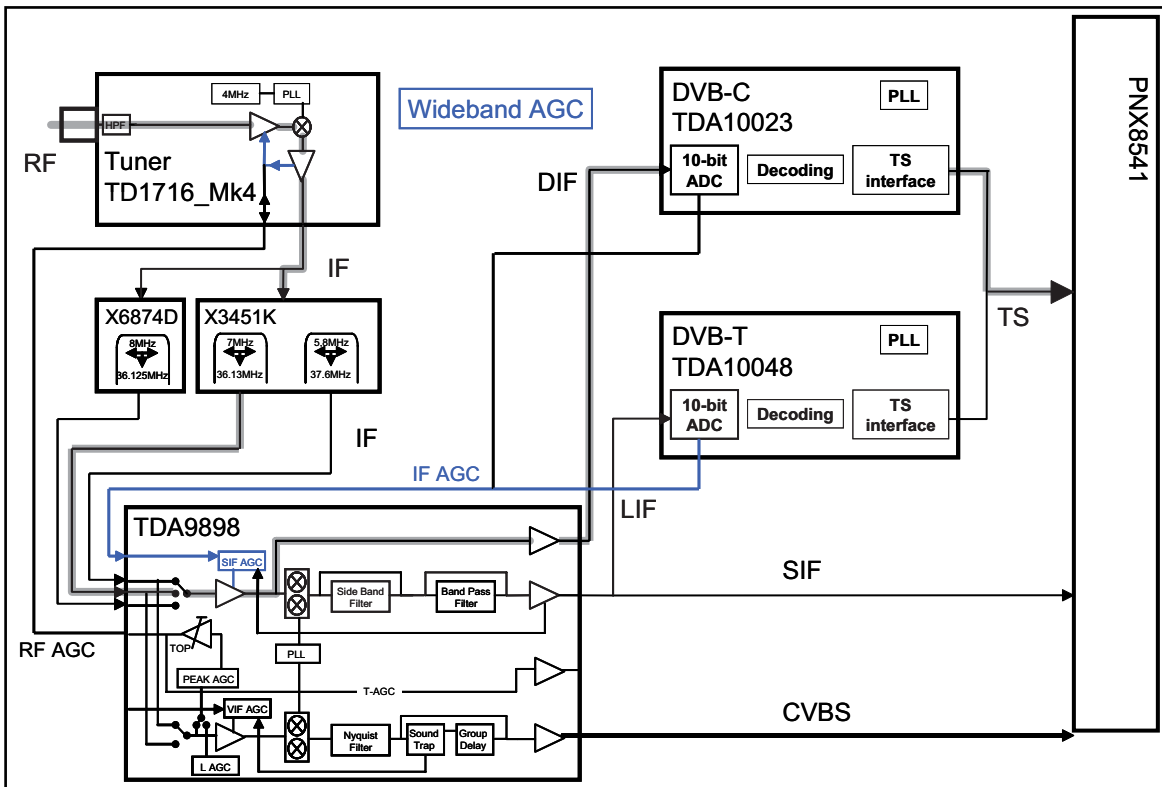 4MHz
PLL
HPF
RF
Tuner
TD1716_Mk4
Wideband AGC
DVB-C
TDA10023
PLL
10-bit
ADC
Decoding
TS
interface
PNX8541
DIF
IF
TS
X6874D
8MHz
36.125MHz
X3451K
7MHz
36.13MHz
5.8MHz
37.6MHz
DVB-T
TDA10048
PLL
10-bit
ADC
Decoding
TS
interface
IF
IF AGC
LIF
TDA9898
SIF AGC
SIF
Side Band
Filter
Band Pass
Filter
RF AGC
TOP
PLL
PEAK AGC
T-AGC
VIF AGC
CVBS
Nyquist
Filter
Sound
Trap
Group
Delay
L AGC